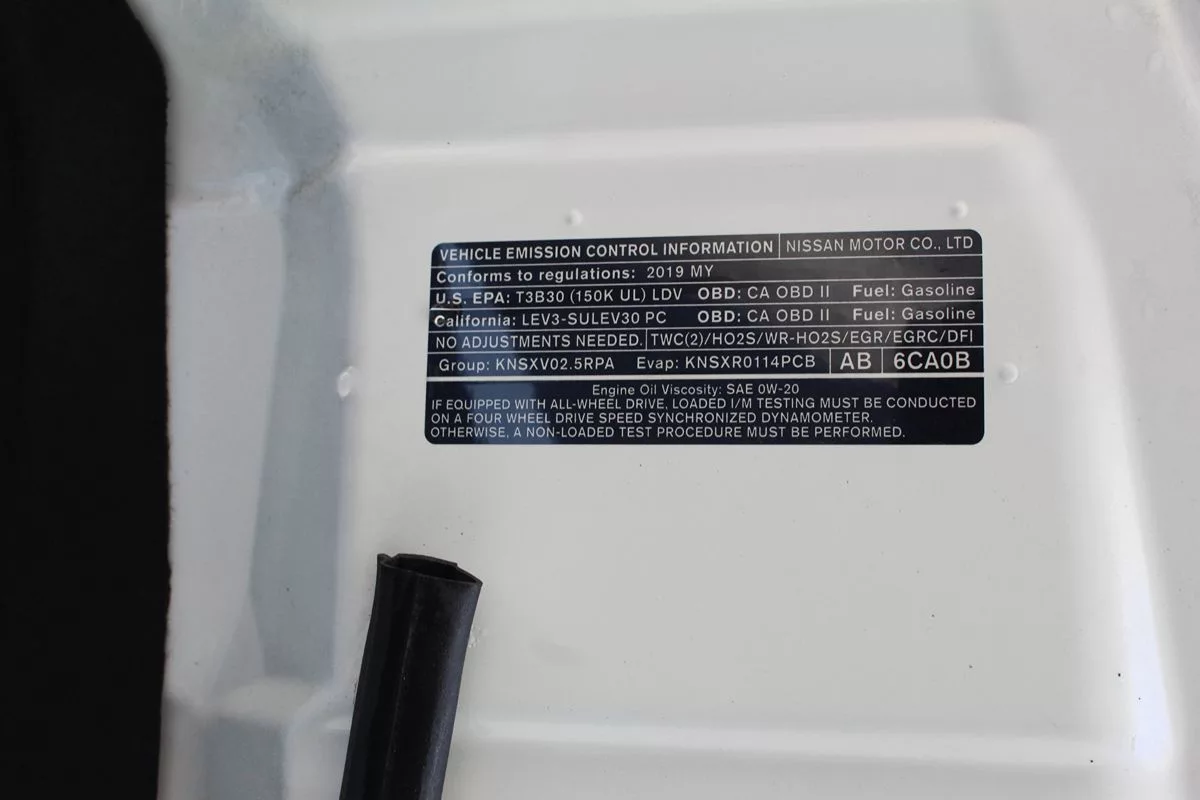 VEHICLE EMISSION CONTROL INFORMATION NISSAN MOTOR CO., LTD
Conforms to regulations: 2019 MY
U.S. EPA: T3B30 (150K UL) LDV OBD: CA OBD II Fuel: Gasoline
California: LEV3-SULEV30 PC OBD: CA OBD II Fuel: Gasoline
NO ADJUSTMENTS NEEDED. TWC(2)/HO2S/WR-HO2S/EGR/EGRC/DFI
Group: KNSXV02.5RPA Evap: KNSXR0114PCB AB 6CA0B
Engine Oil Viscosity: SAE 0W-20
IF EQUIPPED WITH ALL-WHEEL DRIVE, LOADED I/M TESTING MUST BE CONDUCTED
ON A FOUR WHEEL DRIVE SPEED SYNCHRONIZED DYNAMOMETER.
OTHERWISE, A NON-LOADED TEST PROCEDURE MUST BE PERFORMED.